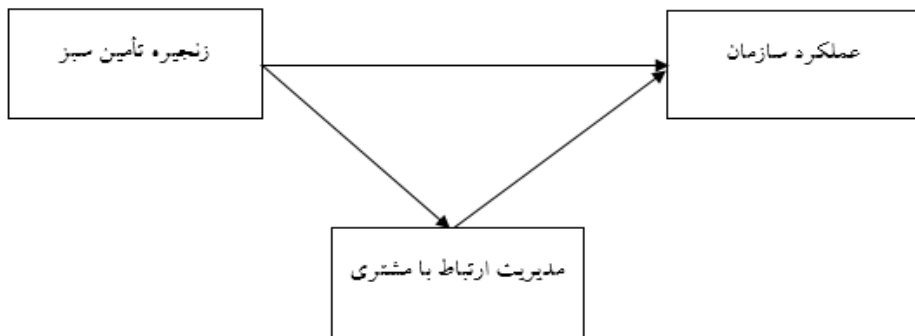 زنجیره تأمین سبز
عملکرد سازمان
مدیریت ارتباط با مشتری